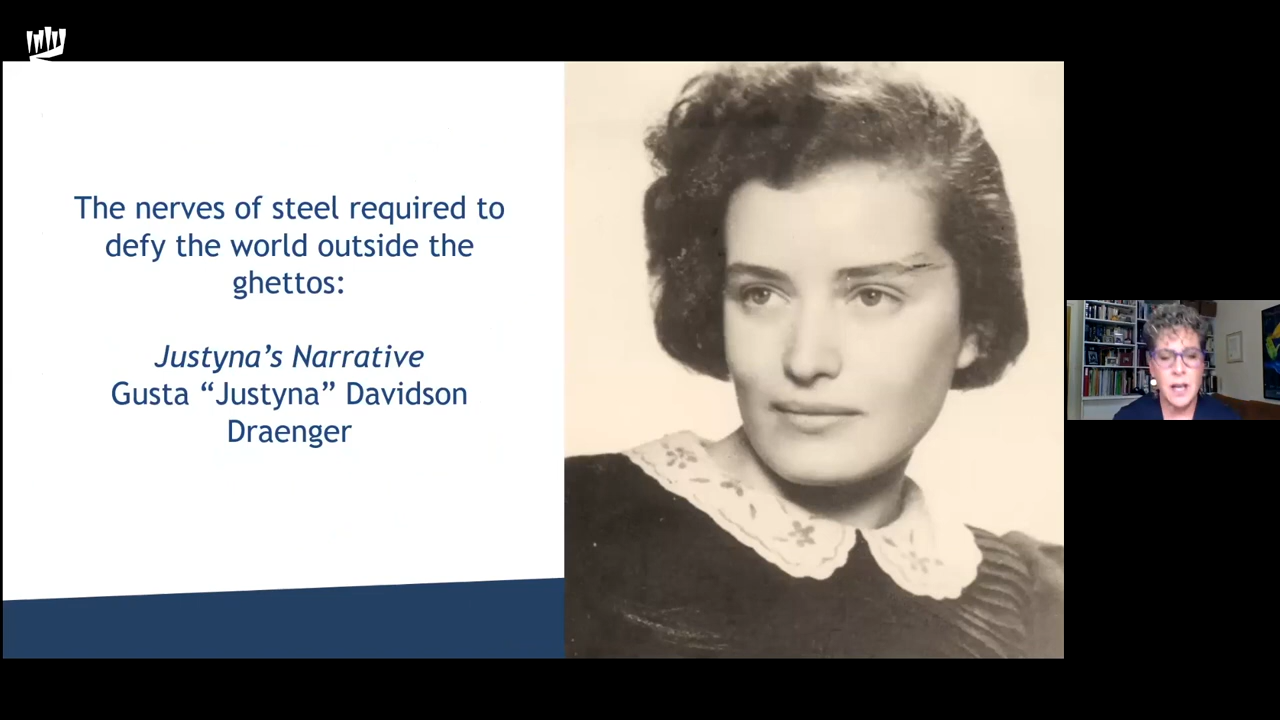 The nerves of steel required to
defy the world outside the
ghettos:
Justyna’s Narrative
Gusta “Justyna” Davidson
Draenger